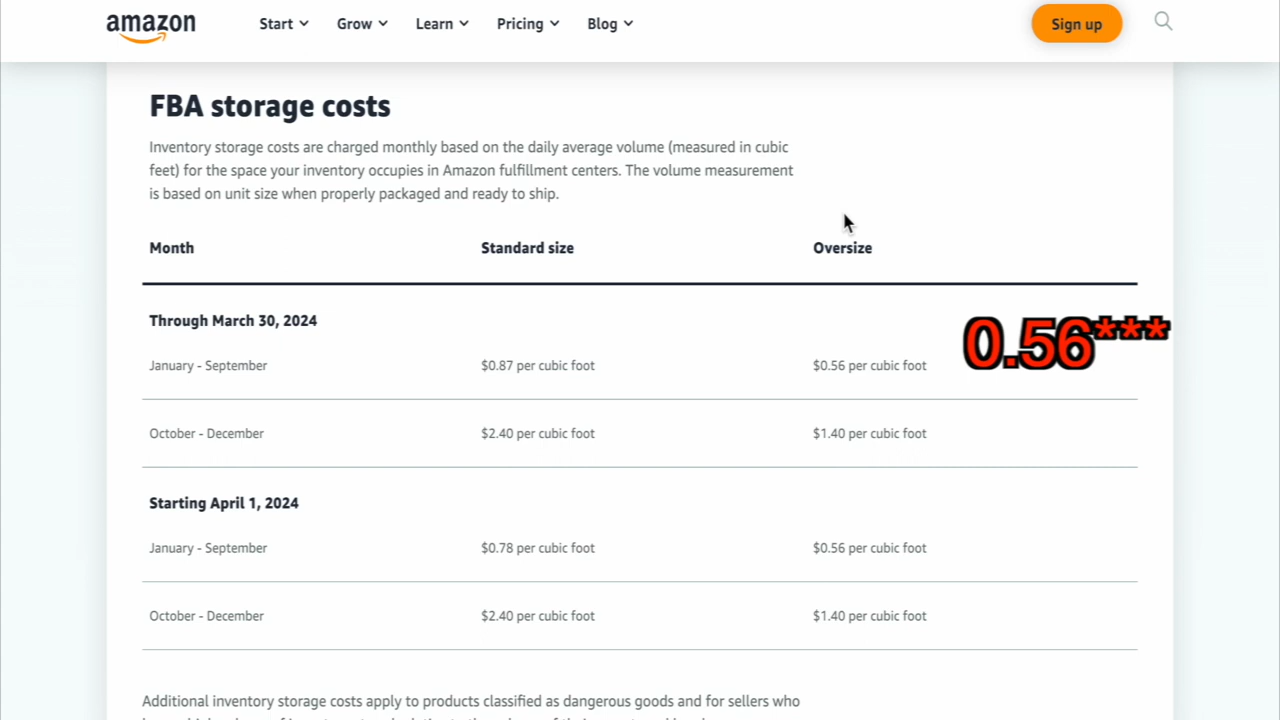 amazon
Start Grow Learn Pricing Blog Sign up
FBA storage costs
Inventory storage costs are charged monthly based on the daily average volume (measured in cubic
feet) for the space your inventory occupies in Amazon fulfillment centers. The volume measurement
is based on unit size when properly packaged and ready to ship.
Month Standard size Oversize
Through March 30, 2024
0.56***
January - September $0.87 per cubic foot $0.56 per cubic foot
October - December $2.40 per cubic foot $1.40 per cubic foot
Starting April 1, 2024
January - September $0.78 per cubic foot $0.56 per cubic foot
October - December $2.40 per cubic foot $1.40 per cubic foot
Additional inventory storage costs apply to products classified as dangerous goods and for sellers who